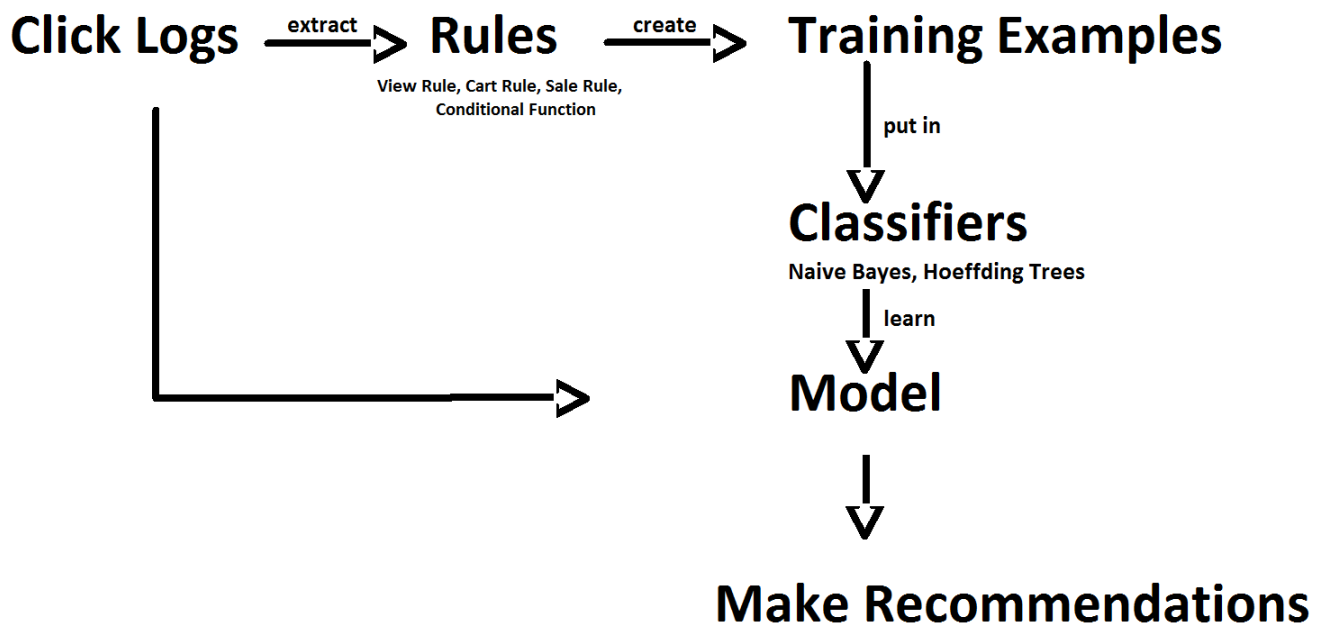 Click Logs
extract
Rules
create
Training Examples
View Rule, Cart Rule, Sale Rule,
Conditional Function
put in
Classifiers
Naive Bayes, Hoeffding Trees
learn
Model
Make Recommendations